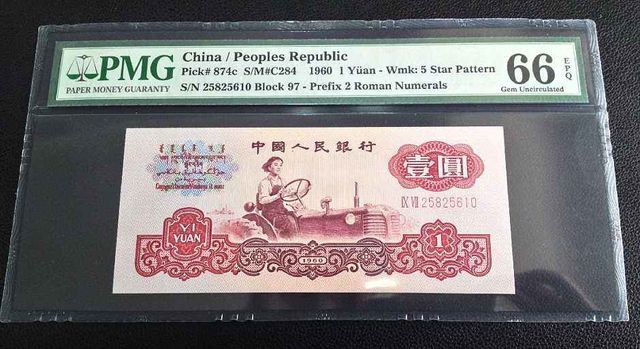 PMG
PAPER MONEY GUARANTY
China / Peoples Republic
Pick# 874c S/M#C284 1960 1 Yüan - Wmk: 5 Star Pattern
S/N 25825610 Block 97 - Prefix 2 Roman Numerals
66 EPQ
Gem Uncirculated
中國人民銀行
壹圓
IX VII 25825610
YI YUAN
1960
1